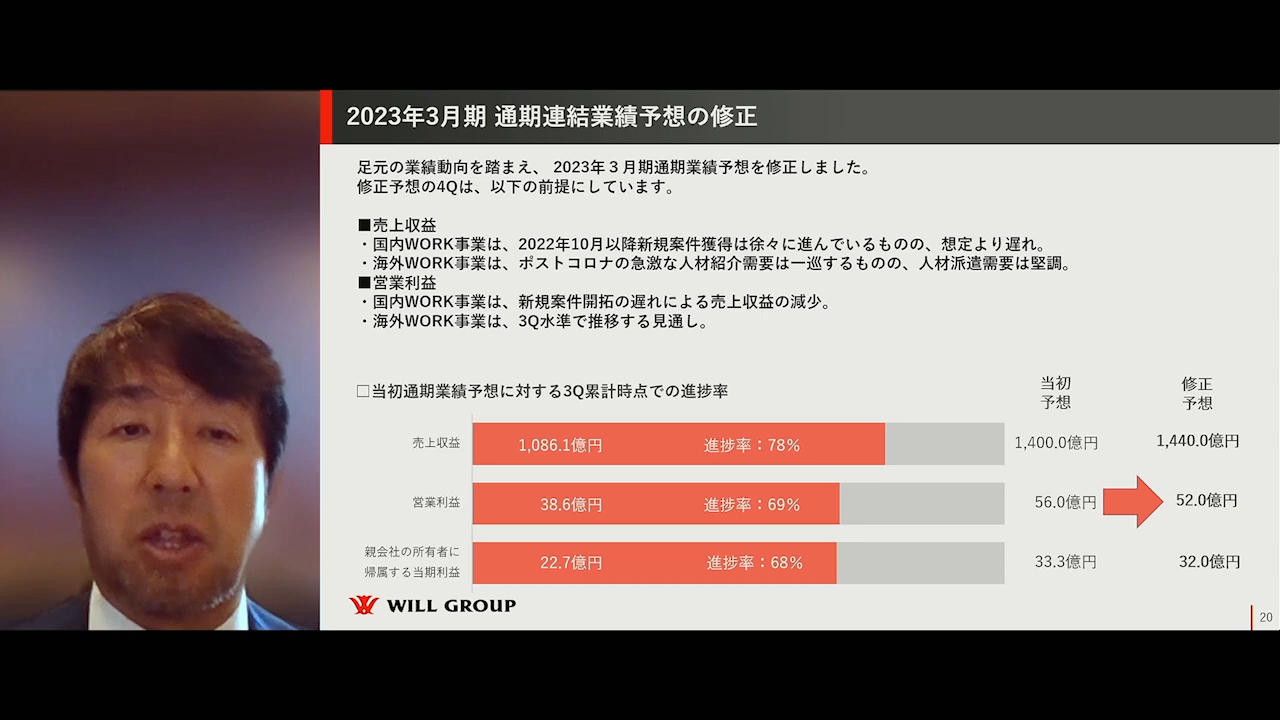 2023年3月期 通期連結業績予想の修正
足元の業績動向を踏まえ、 2023年３月期通期業績予想を修正しました。
修正予想の4Qは、以下の前提にしています。
■売上収益
・国内WORK事業は、2022年10月以降新規案件獲得は徐々に進んでいるものの、想定より遅れ。
・海外WORK事業は、ポストコロナの急激な人材紹介需要は一巡するものの、人材派遣需要は堅調。
■営業利益
・国内WORK事業は、新規案件開拓の遅れによる売上収益の減少。
・海外WORK事業は、3Q水準で推移する見通し。
□当初通期業績予想に対する3Q累計時点での進捗率
当初
予想
修正
予想
売上収益
1,086.1億円
進捗率：78%
1,400.0億円
1,440.0億円
営業利益
38.6億円
進捗率：69%
56.0億円
52.0億円
親会社の所有者に
帰属する当期利益
22.7億円
進捗率：68%
33.3億円
32.0億円
WILL GROUP
20